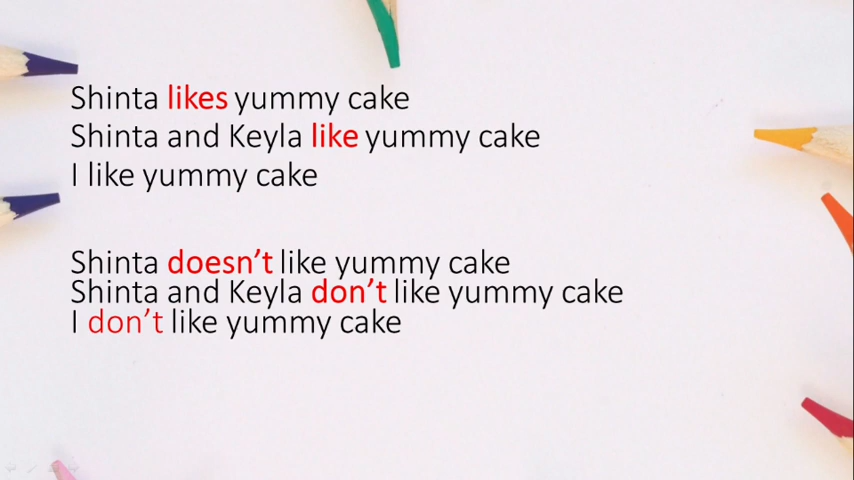 Shinta likes yummy cake
Shinta and Keyla like yummy cake
I like yummy cake
Shinta doesn’t like yummy cake
Shinta and Keyla don’t like yummy cake
I don’t like yummy cake